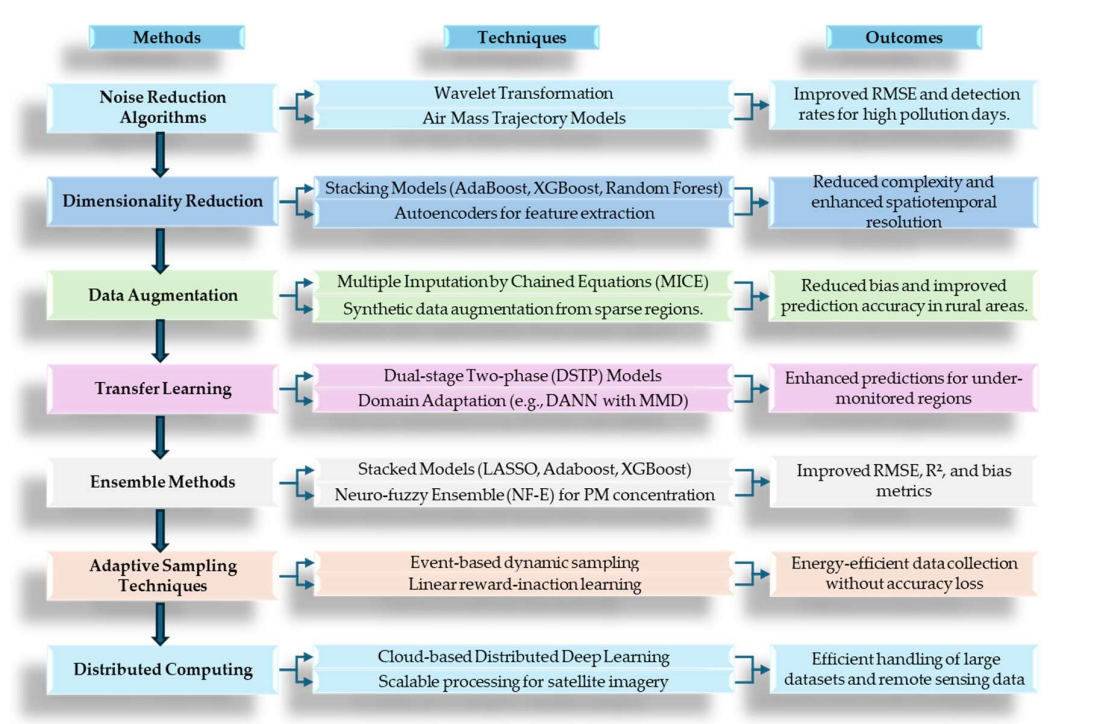 Methods
Techniques
Outcomes
Noise Reduction
Algorithms
Wavelet Transformation
Air Mass Trajectory Models
Improved RMSE and detection
rates for high pollution days.
Dimensionality Reduction
Stacking Models (AdaBoost, XGBoost, Random Forest)
Autoencoders for feature extraction
Reduced complexity and
enhanced spatiotemporal
resolution
Data Augmentation
Multiple Imputation by Chained Equations (MICE)
Synthetic data augmentation from sparse regions.
Reduced bias and improved
prediction accuracy in rural areas.
Transfer Learning
Dual-stage Two-phase (DSTP) Models
Domain Adaptation (e.g., DANN with MMD)
Enhanced predictions for under-
monitored regions
Ensemble Methods
Stacked Models (LASSO, Adaboost, XGBoost)
Neuro-fuzzy Ensemble (NF-E) for PM concentration
Improved RMSE, R², and bias
metrics
Adaptive Sampling
Techniques
Event-based dynamic sampling
Linear reward-inaction learning
Energy-efficient data collection
without accuracy loss
Distributed Computing
Cloud-based Distributed Deep Learning
Scalable processing for satellite imagery
Efficient handling of large
datasets and remote sensing data